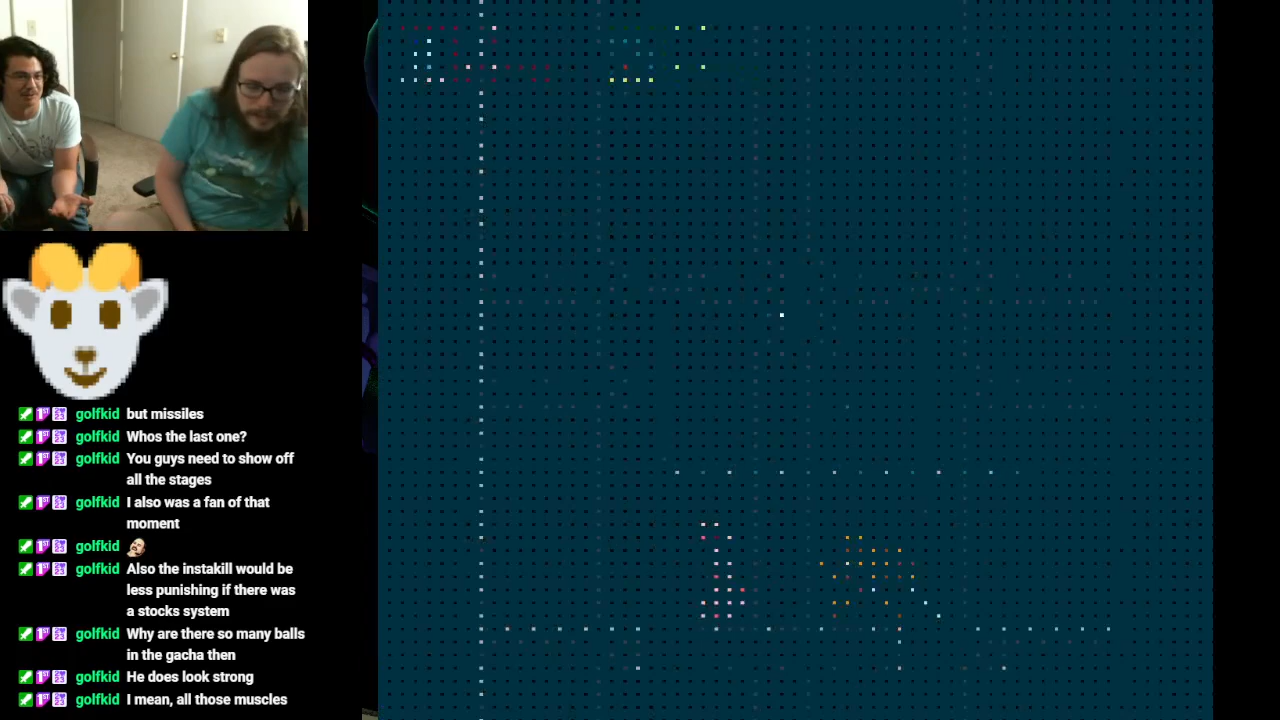 golfkid but missiles
golfkid Whos the last one?
golfkid You guys need to show off
all the stages
golfkid I also was a fan of that
moment
golfkid
golfkid Also the instakill would be
less punishing if there was
a stocks system
golfkid Why are there so many balls
in the gacha then
golfkid He does look strong
golfkid I mean, all those muscles